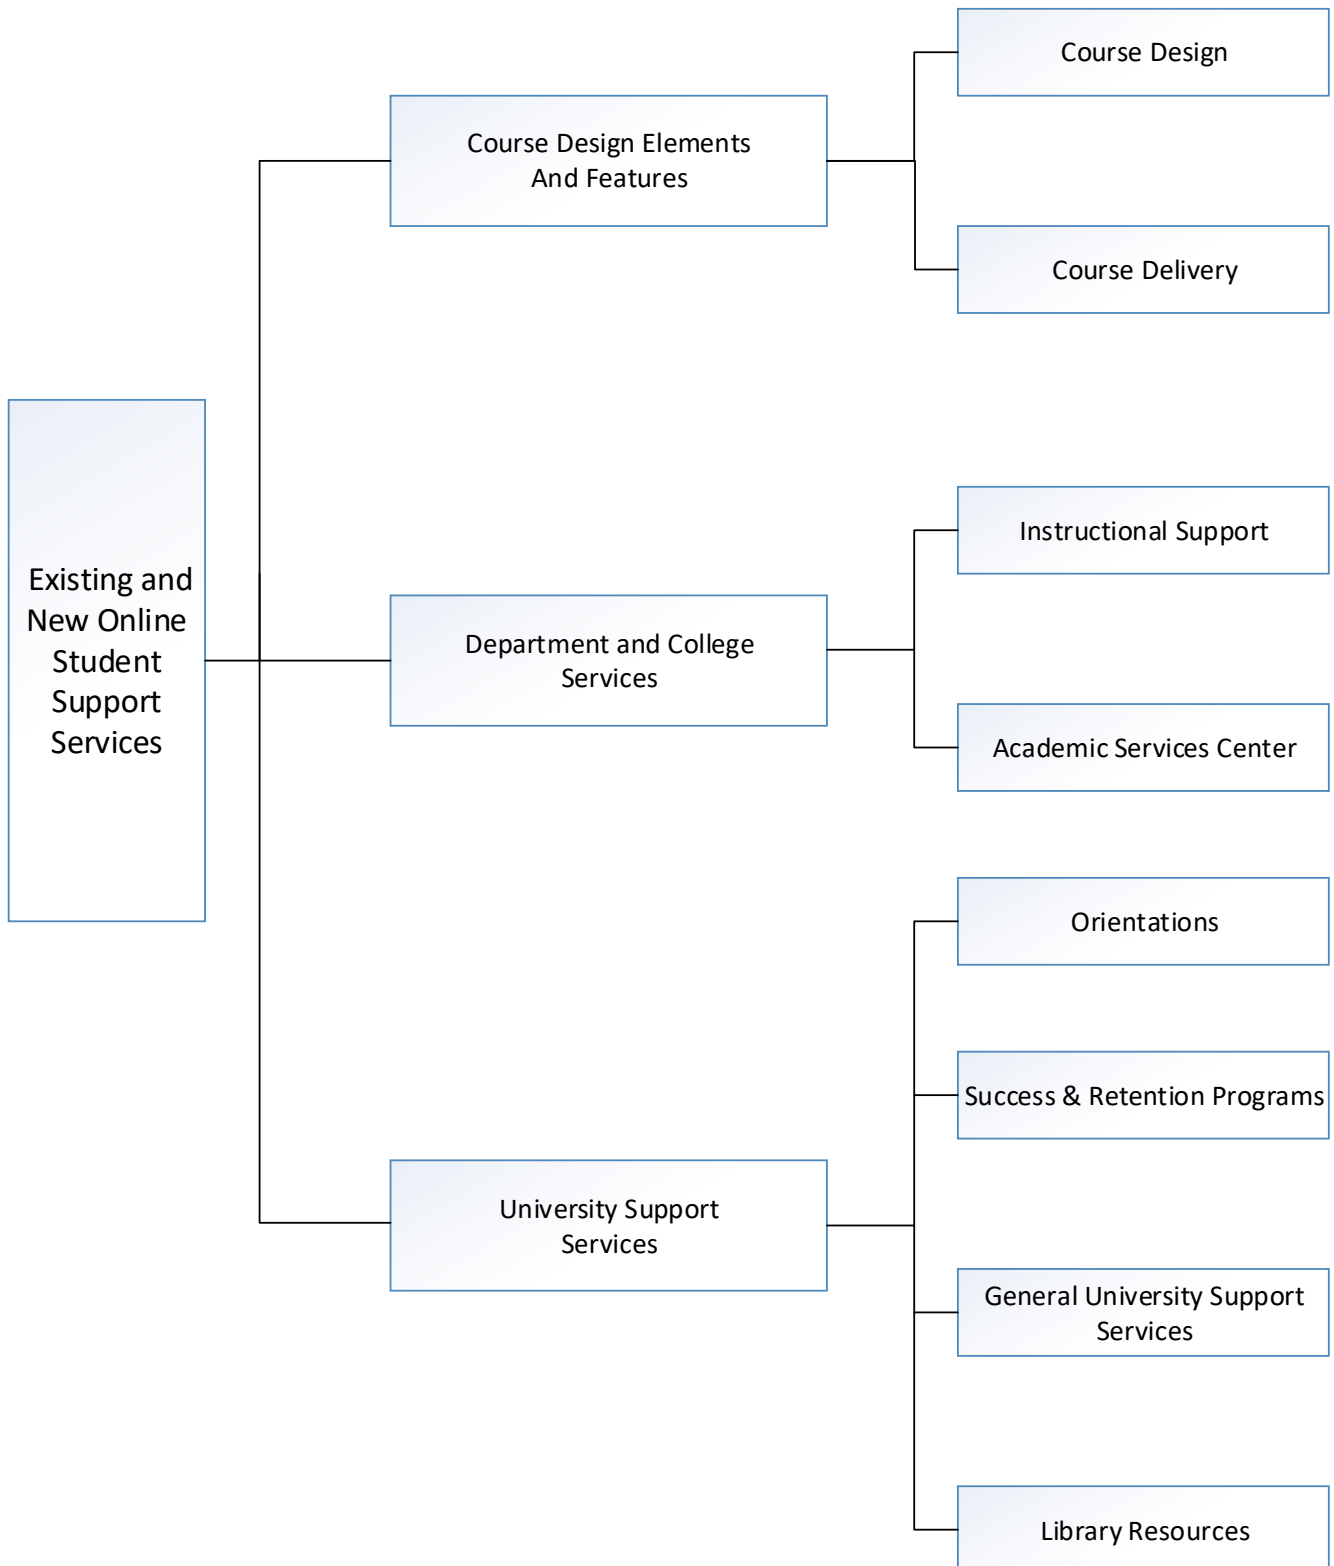 Course Design
Course Design Elements
And Features
Course Delivery
Existing and
New Online
Student
Support
Services
Instructional Support
Department and College
Services
Academic Services Center
Orientations
Success & Retention Programs
University Support
Services
General University Support
Services
Library Resources